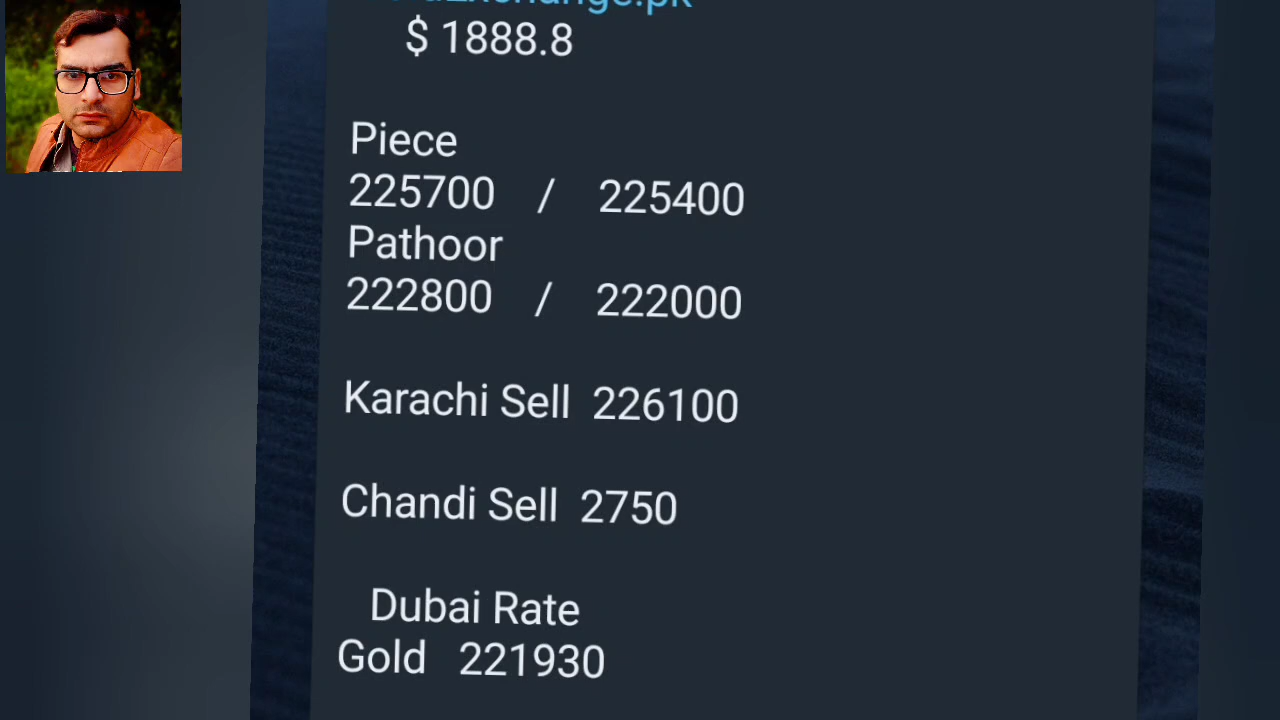 $ 1888.8
Piece
225700 / 225400
Pathoor
222800 / 222000
Karachi Sell 226100
Chandi Sell 2750
Dubai Rate
Gold 221930